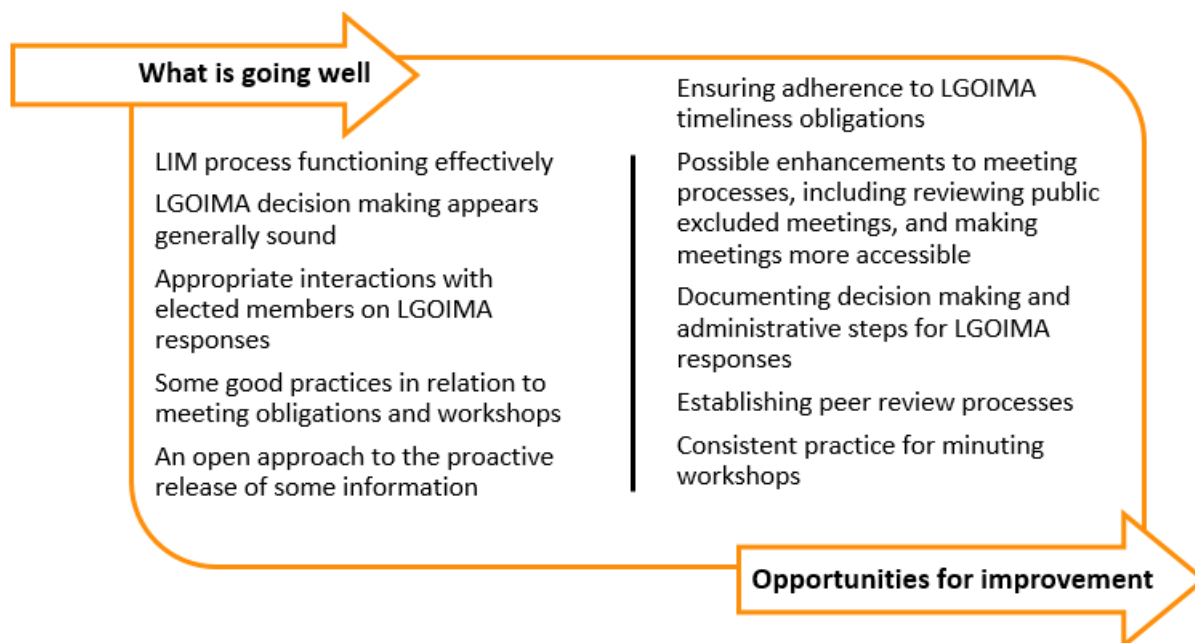 What is going well
LIM process functioning effectively
LGOIMA decision making appears
generally sound
Appropriate interactions with
elected members on LGOIMA
responses
Some good practices in relation to
meeting obligations and workshops
An open approach to the proactive
release of some information
Ensuring adherence to LGOIMA
timeliness obligations
Possible enhancements to meeting
processes, including reviewing public
excluded meetings, and making
meetings more accessible
Documenting decision making and
administrative steps for LGOIMA
responses
Establishing peer review processes
Consistent practice for minuting
workshops
Opportunities for improvement